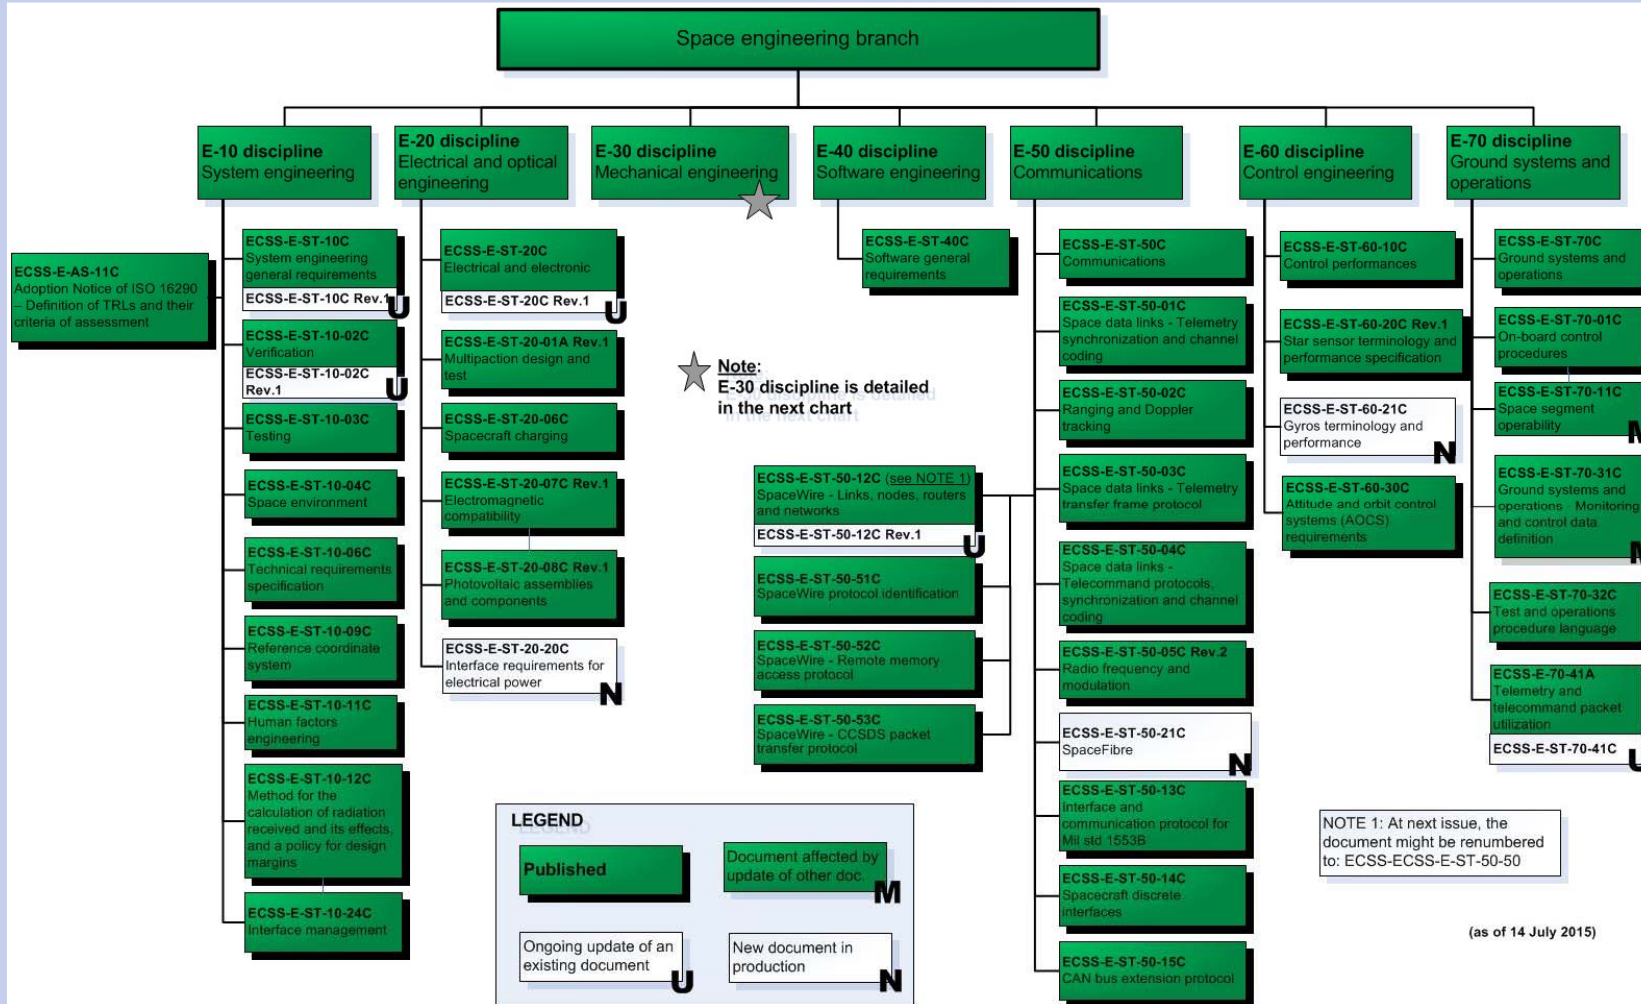 Space engineering branch
E-10 discipline
System engineering
E-20 discipline
Electrical and optical
engineering
E-30 discipline
Mechanical engineering
E-40 discipline
Software engineering
E-50 discipline
Communications
E-60 discipline
Control engineering
E-70 discipline
Ground systems and
operations
ECSS-E-AS-11C
Adoption Notice of ISO 16290
– Definition of TRLs and their
criteria of assessment
ECSS-E-ST-10C
System engineering
general requirements
ECSS-E-ST-10C Rev.1
U
ECSS-E-ST-10-02C
Verification
ECSS-E-ST-10-02C
Rev.1
U
ECSS-E-ST-10-03C
Testing
ECSS-E-ST-10-04C
Space environment
ECSS-E-ST-10-06C
Technical requirements
specification
ECSS-E-ST-10-09C
Reference coordinate
system
ECSS-E-ST-10-11C
Human factors
engineering
ECSS-E-ST-10-12C
Method for the
calculation of radiation
received and its effects,
and a policy for design
margins
ECSS-E-ST-10-24C
Interface management
ECSS-E-ST-20C
Electrical and electronic
ECSS-E-ST-20C Rev.1
U
ECSS-E-ST-20-01A Rev.1
Multipaction design and
test
ECSS-E-ST-20-06C
Spacecraft charging
ECSS-E-ST-20-07C Rev.1
Electromagnetic
compatibility
ECSS-E-ST-20-08C Rev.1
Photovoltaic assemblies
and components
ECSS-E-ST-20-20C
Interface requirements for
electrical power
N
Note:
E-30 discipline is detailed
in the next chart
ECSS-E-ST-40C
Software general
requirements
ECSS-E-ST-50-12C (see NOTE 1)
SpaceWire - Links, nodes, routers
and networks
ECSS-E-ST-50-12C Rev.1
U
ECSS-E-ST-50-51C
SpaceWire protocol identification
ECSS-E-ST-50-52C
SpaceWire - Remote memory
access protocol
ECSS-E-ST-50-53C
SpaceWire - CCSDS packet
transfer protocol
ECSS-E-ST-50C
Communications
ECSS-E-ST-50-01C
Space data links - Telemetry
synchronization and channel
coding
ECSS-E-ST-50-02C
Ranging and Doppler
tracking
ECSS-E-ST-50-03C
Space data links - Telemetry
transfer frame protocol
ECSS-E-ST-50-04C
Space data links -
Telecommand protocols,
synchronization and channel
coding
ECSS-E-ST-50-05C Rev.2
Radio frequency and
modulation
ECSS-E-ST-50-21C
SpaceFibre
N
ECSS-E-ST-50-13C
Interface and
communication protocol for
Mil std 1553B
ECSS-E-ST-50-14C
Spacecraft discrete
interfaces
ECSS-E-ST-50-15C
CAN bus extension protocol
ECSS-E-ST-60-10C
Control performances
ECSS-E-ST-60-20C Rev.1
Star sensor terminology and
performance specification
ECSS-E-ST-60-21C
Gyros terminology and
performance
N
ECSS-E-ST-60-30C
Attitude and orbit control
systems (AOCS)
requirements
ECSS-E-ST-70C
Ground systems and
operations
ECSS-E-ST-70-01C
On-board control
procedures
ECSS-E-ST-70-11C
Space segment
operability
M
ECSS-E-ST-70-31C
Ground systems and
operations - Monitoring
and control data
definition
M
ECSS-E-ST-70-32C
Test and operations
procedure language
ECSS-E-70-41A
Telemetry and
telecommand packet
utilization
ECSS-E-ST-70-41C
U
LEGEND
Published
Document affected by
update of other doc.
M
Ongoing update of an
existing document
U
New document in
production
N
NOTE 1: At next issue, the
document might be renumbered
to: ECSS-ECSS-E-ST-50-50
(as of 14 July 2015)